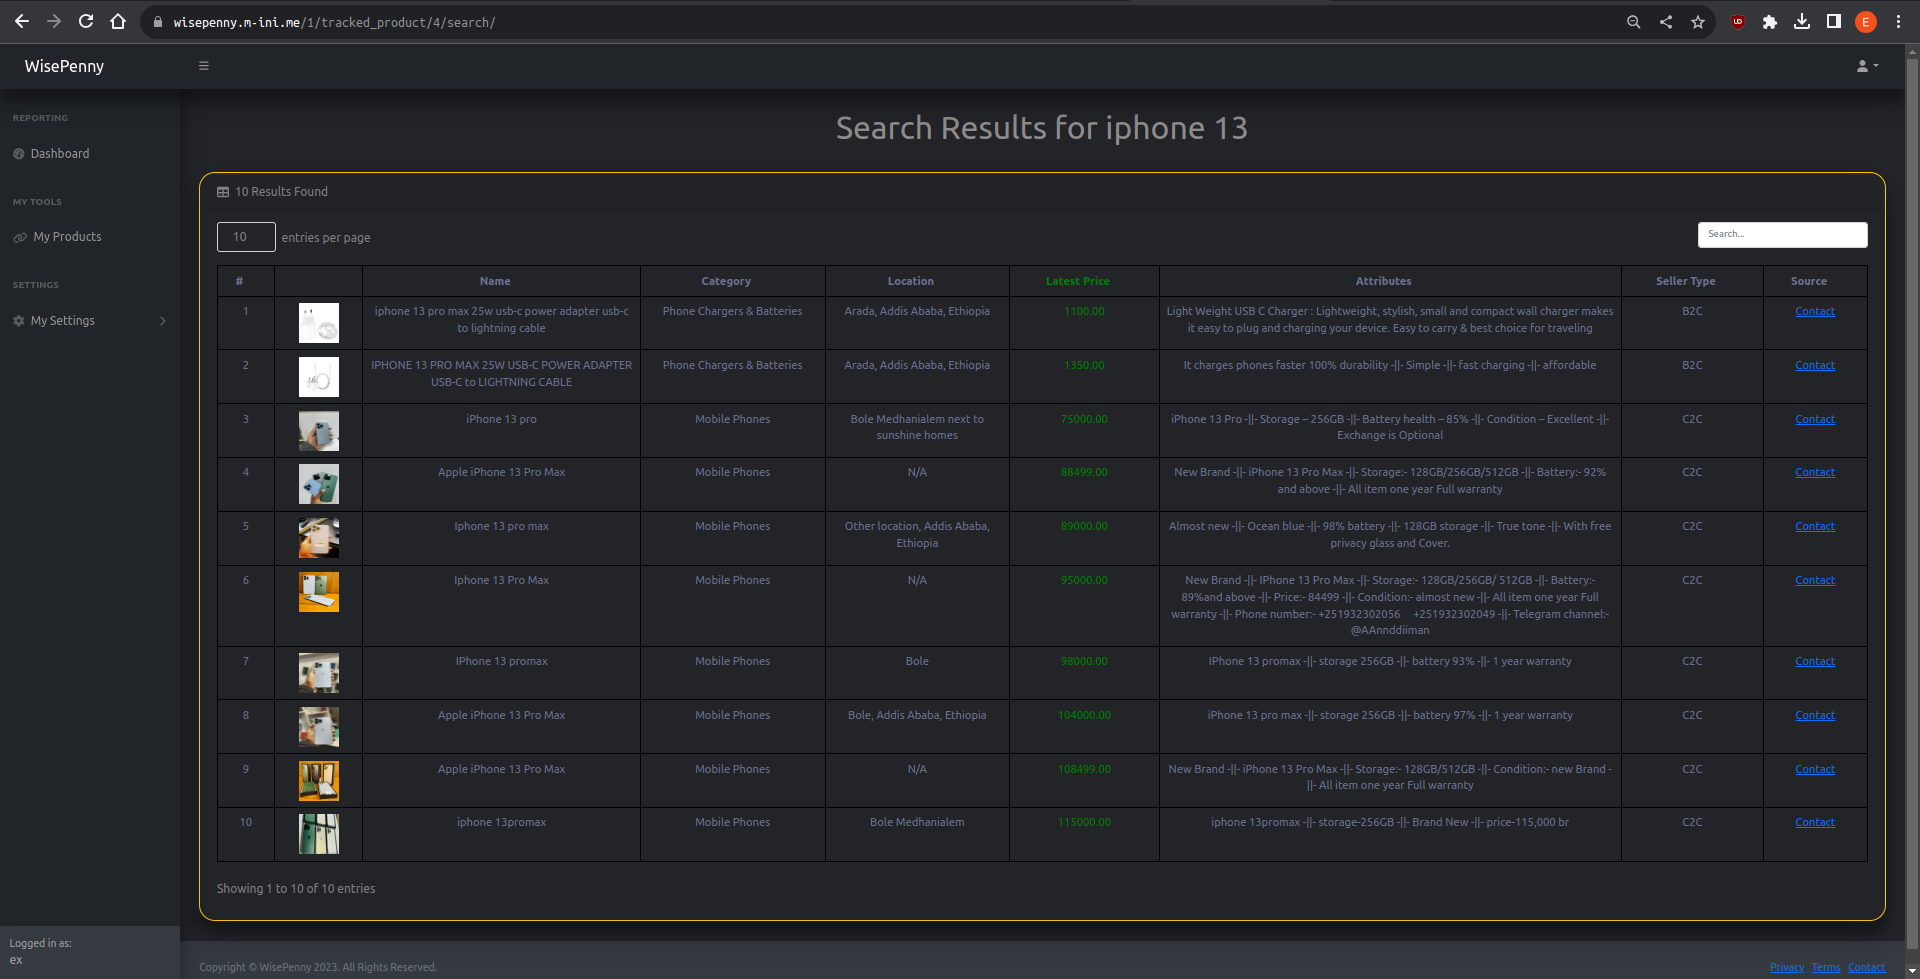 wisepenny.m-ini.me/1/tracked_product/4/search/
E
WisePenny
REPORTING
Dashboard
MY TOOLS
My Products
SETTINGS
My Settings
Logged in as:
ex
Search Results for iphone 13
10 Results Found
10 entries per page
Search...
# Name Category Location Latest Price Attributes Seller Type Source
1 iphone 13 pro max 25w usb-c power adapter usb-c Phone Chargers & Batteries Arada, Addis Ababa, Ethiopia 1100.00 Light Weight USB C Charger : Lightweight, stylish, small and compact wall charger makes B2C Contact
to lightning cable it easy to plug and charging your device. Easy to carry & best choice for traveling
2 IPHONE 13 PRO MAX 25W USB-C POWER ADAPTER Phone Chargers & Batteries Arada, Addis Ababa, Ethiopia 1350.00 It charges phones faster 100% durability -||- Simple -||- fast charging -||- affordable B2C Contact
USB-C to LIGHTNING CABLE
3 iPhone 13 pro Mobile Phones Bole Medhanialem next to 75000.00 iPhone 13 Pro -||- Storage – 256GB -||- Battery health – 85% -||- Condition – Excellent -||- C2C Contact
sunshine homes Exchange is Optional
4 Apple iPhone 13 Pro Max Mobile Phones N/A 88499.00 New Brand -||- iPhone 13 Pro Max -||- Storage:- 128GB/256GB/512GB -||- Battery:- 92% C2C Contact
and above -||- All item one year Full warranty
5 Iphone 13 pro max Mobile Phones Other location, Addis Ababa, 89000.00 Almost new -||- Ocean blue -||- 98% battery -||- 128GB storage -||- True tone -||- With free C2C Contact
Ethiopia privacy glass and Cover.
6 Iphone 13 Pro Max Mobile Phones N/A 95000.00 New Brand -||- IPhone 13 Pro Max -||- Storage:- 128GB/256GB/ 512GB -||- Battery:- C2C Contact
89%and above -||- Price:- 84499 -||- Condition:- almost new -||- All item one year Full
warranty -||- Phone number:- +251932302056 +251932302049 -||- Telegram channel:-
@AAnnddiiman
7 IPhone 13 promax Mobile Phones Bole 98000.00 IPhone 13 promax -||- storage 256GB -||- battery 93% -||- 1 year warranty C2C Contact
8 Apple iPhone 13 Pro Max Mobile Phones Bole, Addis Ababa, Ethiopia 104000.00 iPhone 13 pro max -||- storage 256GB -||- battery 97% -||- 1 year warranty C2C Contact
9 Apple iPhone 13 Pro Max Mobile Phones N/A 108499.00 New Brand -||- iPhone 13 Pro Max -||- Storage:- 128GB/512GB -||- Condition:- new Brand - C2C Contact
||- All item one year Full warranty
10 iphone 13promax Mobile Phones Bole Medhanialem 115000.00 iphone 13promax -||- storage-256GB -||- Brand New -||- price-115,000 br C2C Contact
Showing 1 to 10 of 10 entries
Copyright © WisePenny 2023. All Rights Reserved.
Privacy Terms Contact